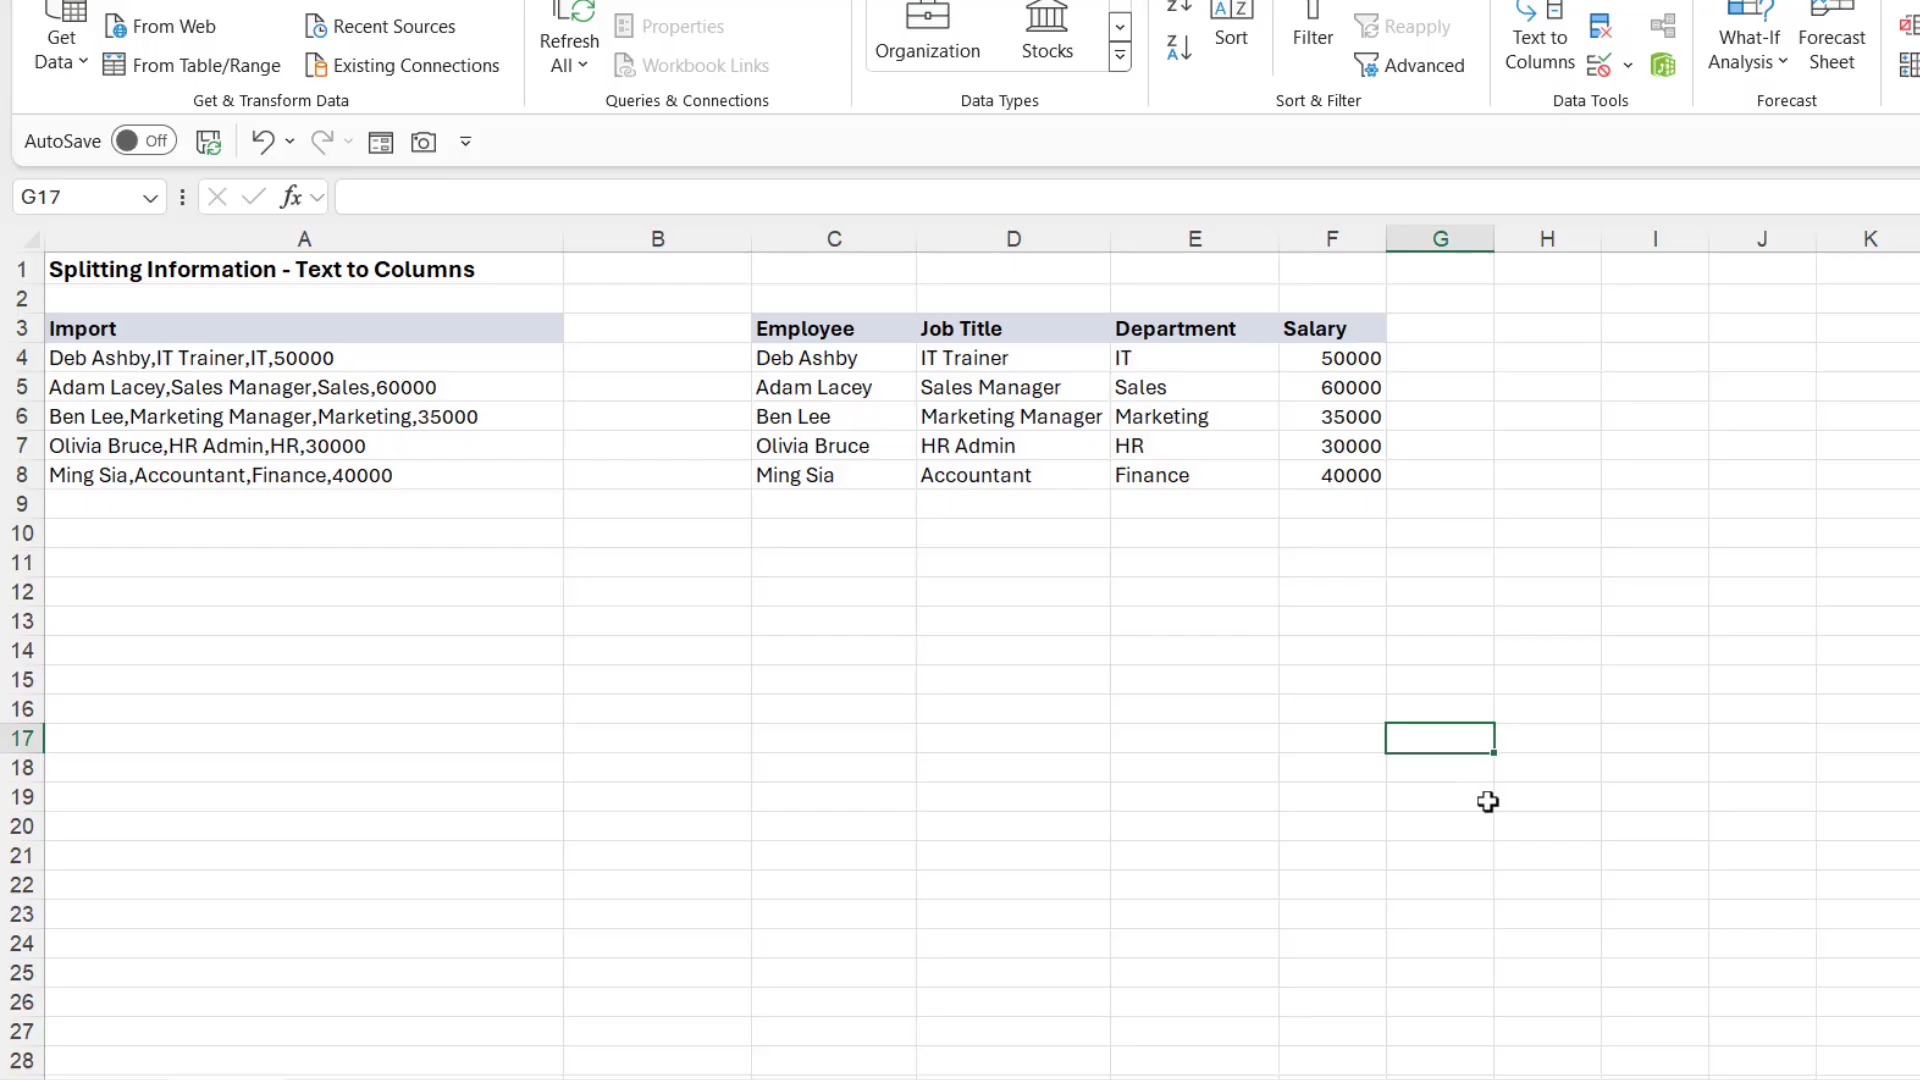 Get Data
From Web
From Table/Range
Recent Sources
Existing Connections
Get & Transform Data
Refresh All
Properties
Workbook Links
Queries & Connections
Organization
Stocks
Data Types
Sort
Filter
Reapply
Advanced
Sort & Filter
Text to Columns
Data Tools
What-If Analysis
Forecast Sheet
Forecast
AutoSave Off
G17
fx
A B C D E F G H I J K
1 Splitting Information - Text to Columns
2
3 Import Employee Job Title Department Salary
4 Deb Ashby,IT Trainer,IT,50000 Deb Ashby IT Trainer IT 50000
5 Adam Lacey,Sales Manager,Sales,60000 Adam Lacey Sales Manager Sales 60000
6 Ben Lee,Marketing Manager,Marketing,35000 Ben Lee Marketing Manager Marketing 35000
7 Olivia Bruce,HR Admin,HR,30000 Olivia Bruce HR Admin HR 30000
8 Ming Sia,Accountant,Finance,40000 Ming Sia Accountant Finance 40000
9
10
11
12
13
14
15
16
17
18
19
20
21
22
23
24
25
26
27
28